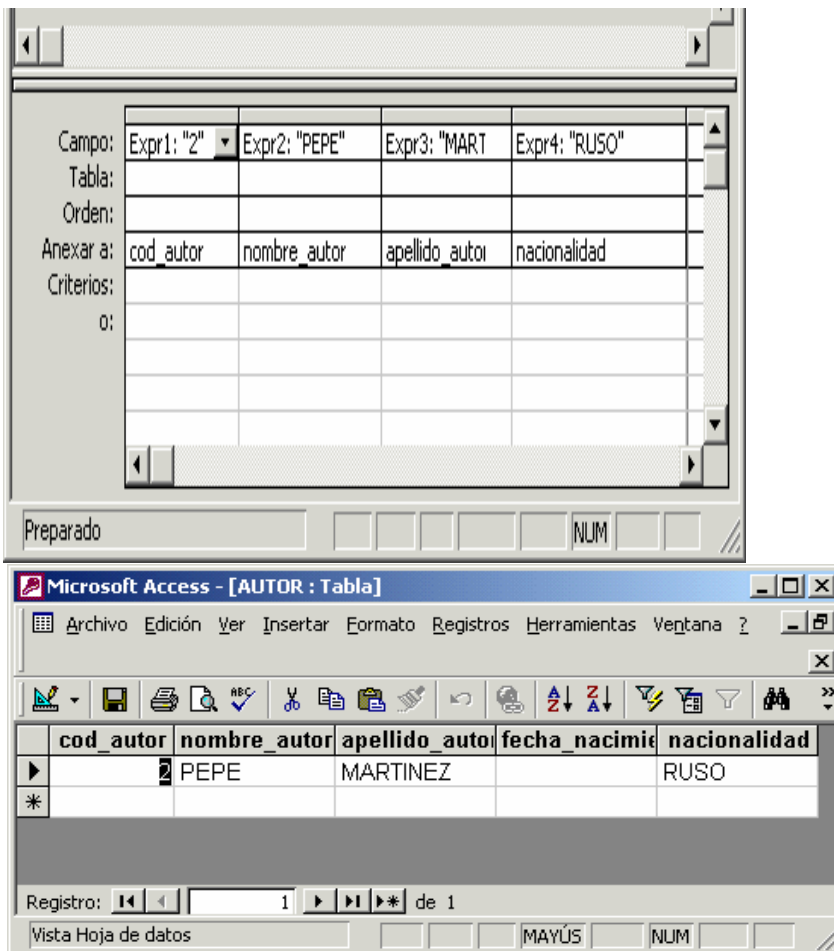 Campo: Expr1: "2" Expr2: "PEPE" Expr3: "MART Expr4: "RUSO"
Tabla:
Orden:
Anexar a: cod_autor nombre_autor apellido_autor nacionalidad
Criterios:
o:
Preparado NUM
Microsoft Access - [AUTOR : Tabla]
Archivo Edición Ver Insertar Formato Registros Herramientas Ventana ?
cod_autor nombre_autor apellido_autor fecha_nacimie nacionalidad
2 PEPE MARTINEZ RUSO
Registro: 1 de 1
Vista Hoja de datos MAYÚS NUM